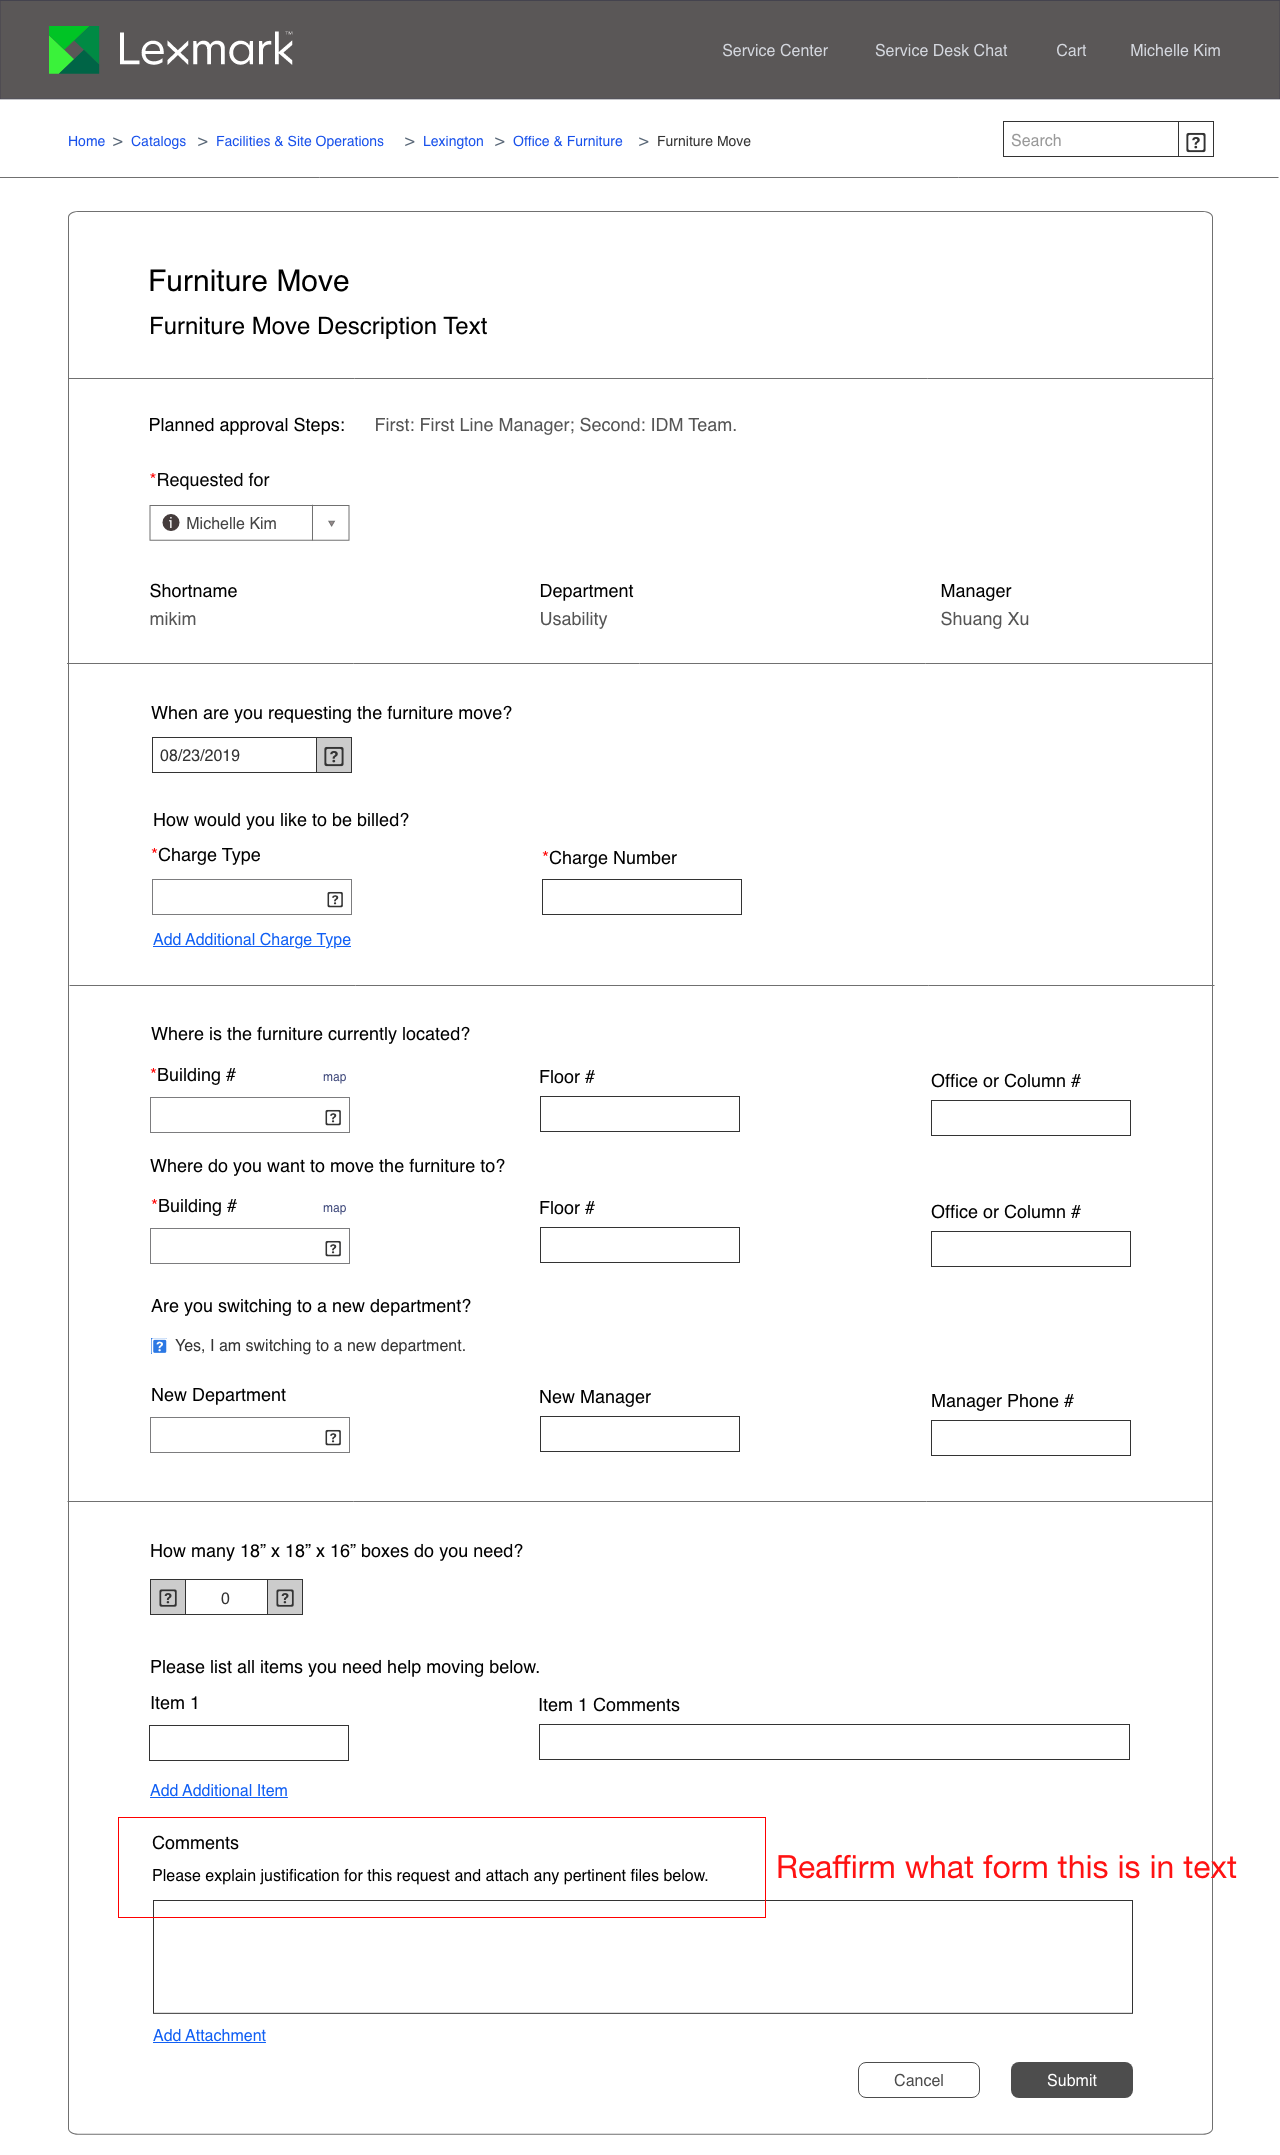 Lexmark™
Service Center Service Desk Chat Cart Michelle Kim
Home > Catalogs > Facilities & Site Operations > Lexington > Office & Furniture > Furniture Move
Search ?
Furniture Move
Furniture Move Description Text
Planned approval Steps: First: First Line Manager; Second: IDM Team.
*Requested for
i Michelle Kim ▼
Shortname Department Manager
mikim Usability Shuang Xu
When are you requesting the furniture move?
08/23/2019 ?
How would you like to be billed?
*Charge Type *Charge Number
?
Add Additional Charge Type
Where is the furniture currently located?
*Building # map Floor # Office or Column #
?
Where do you want to move the furniture to?
*Building # map Floor # Office or Column #
?
Are you switching to a new department?
? Yes, I am switching to a new department.
New Department New Manager Manager Phone #
?
How many 18” x 18” x 16” boxes do you need?
? 0 ?
Please list all items you need help moving below.
Item 1 Item 1 Comments
Add Additional Item
Comments
Please explain justification for this request and attach any pertinent files below.
Reaffirm what form this is in text
Add Attachment
Cancel Submit